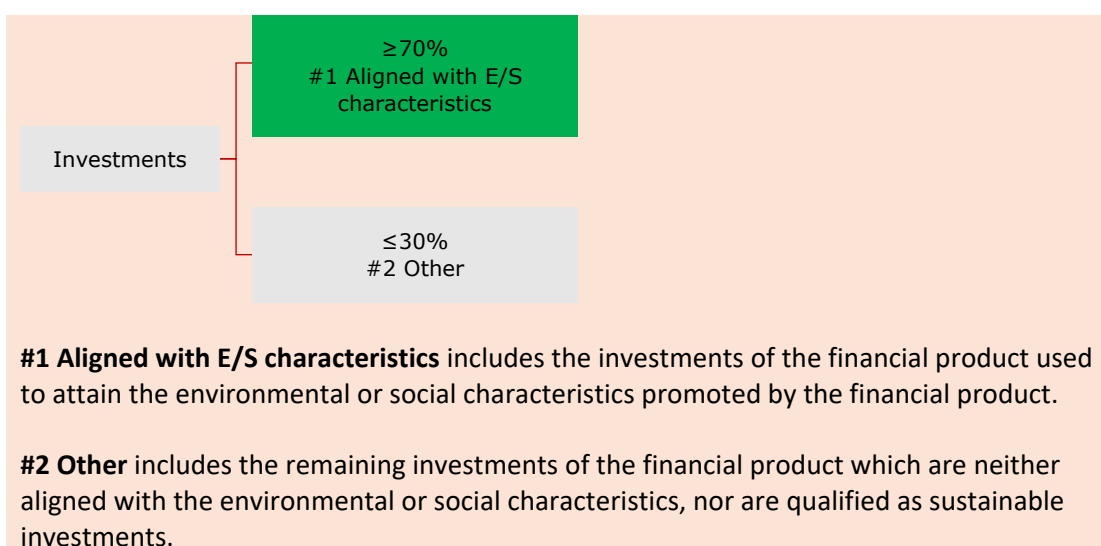 ≥70%
#1 Aligned with E/S
characteristics
Investments
≤30%
#2 Other
#1 Aligned with E/S characteristics includes the investments of the financial product used
to attain the environmental or social characteristics promoted by the financial product.
#2 Other includes the remaining investments of the financial product which are neither
aligned with the environmental or social characteristics, nor are qualified as sustainable
investments.